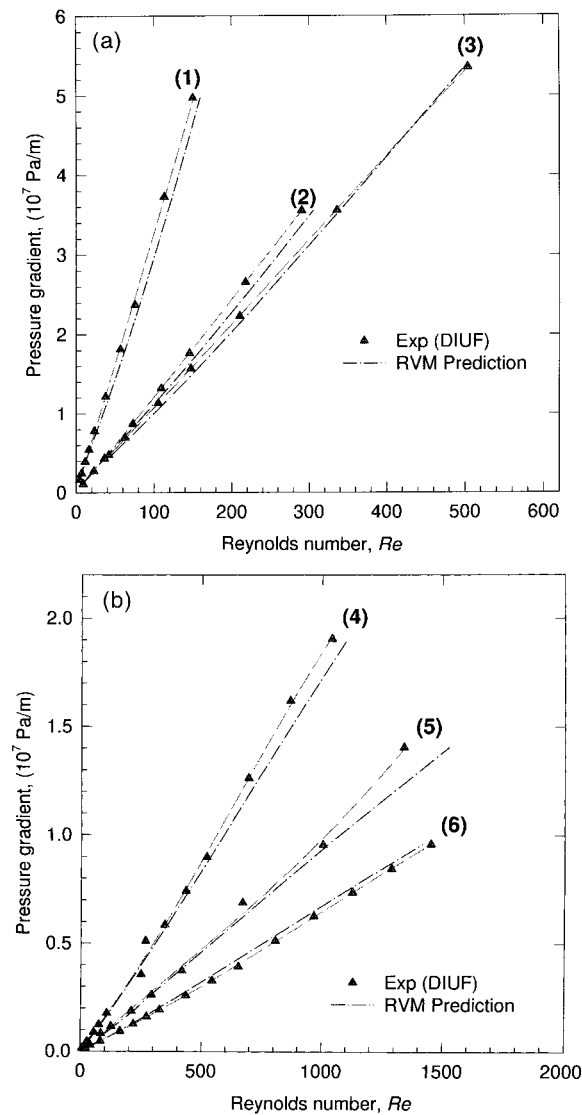 (a)
(1)
(2)
(3)
6
5
4
3
2
1
0
Pressure gradient, (10⁷ Pa/m)
Exp (DIUF)
RVM Prediction
0 100 200 300 400 500 600
Reynolds number, Re
(b)
(4)
(5)
(6)
2.0
1.5
1.0
0.5
0.0
Pressure gradient, (10⁷ Pa/m)
Exp (DIUF)
RVM Prediction
0 500 1000 1500 2000
Reynolds number, Re